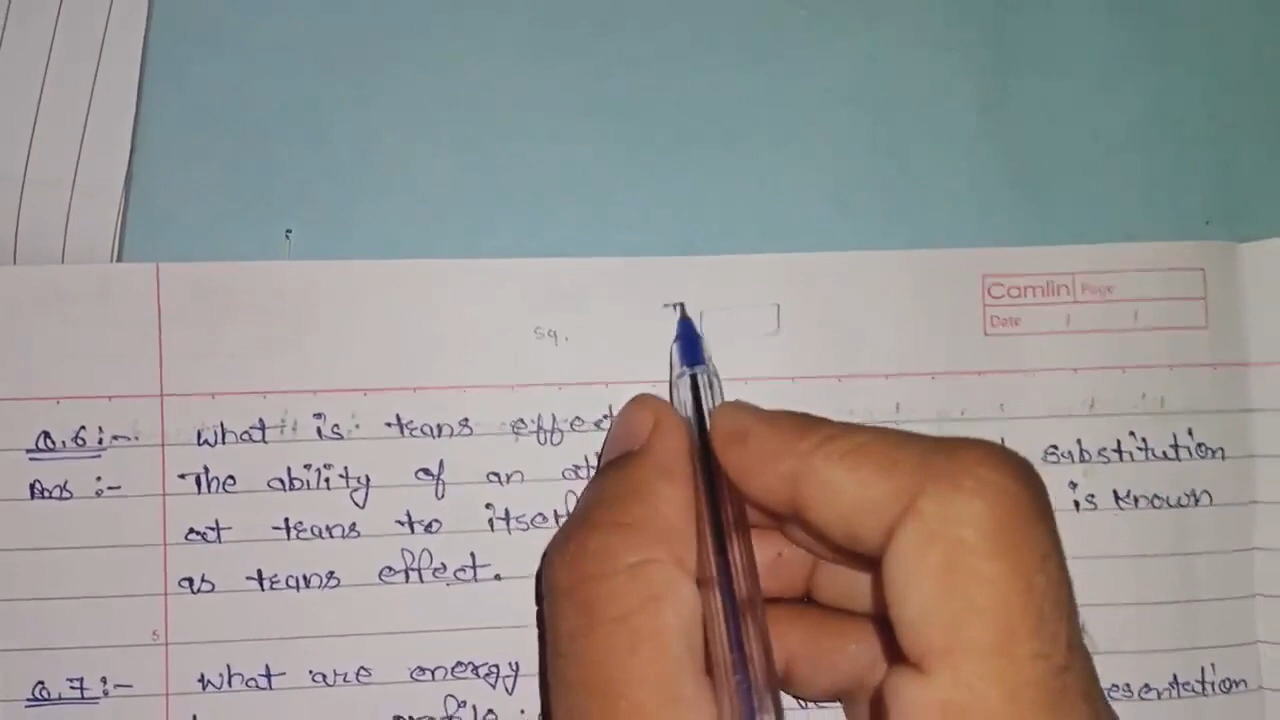 Camlin Page
Date / /
sq.
Q.6:- What is trans effect
Ans :- The ability of an substitution
at trans to itself is known
as trans effect.
5
Q.7:- What are energy esentation